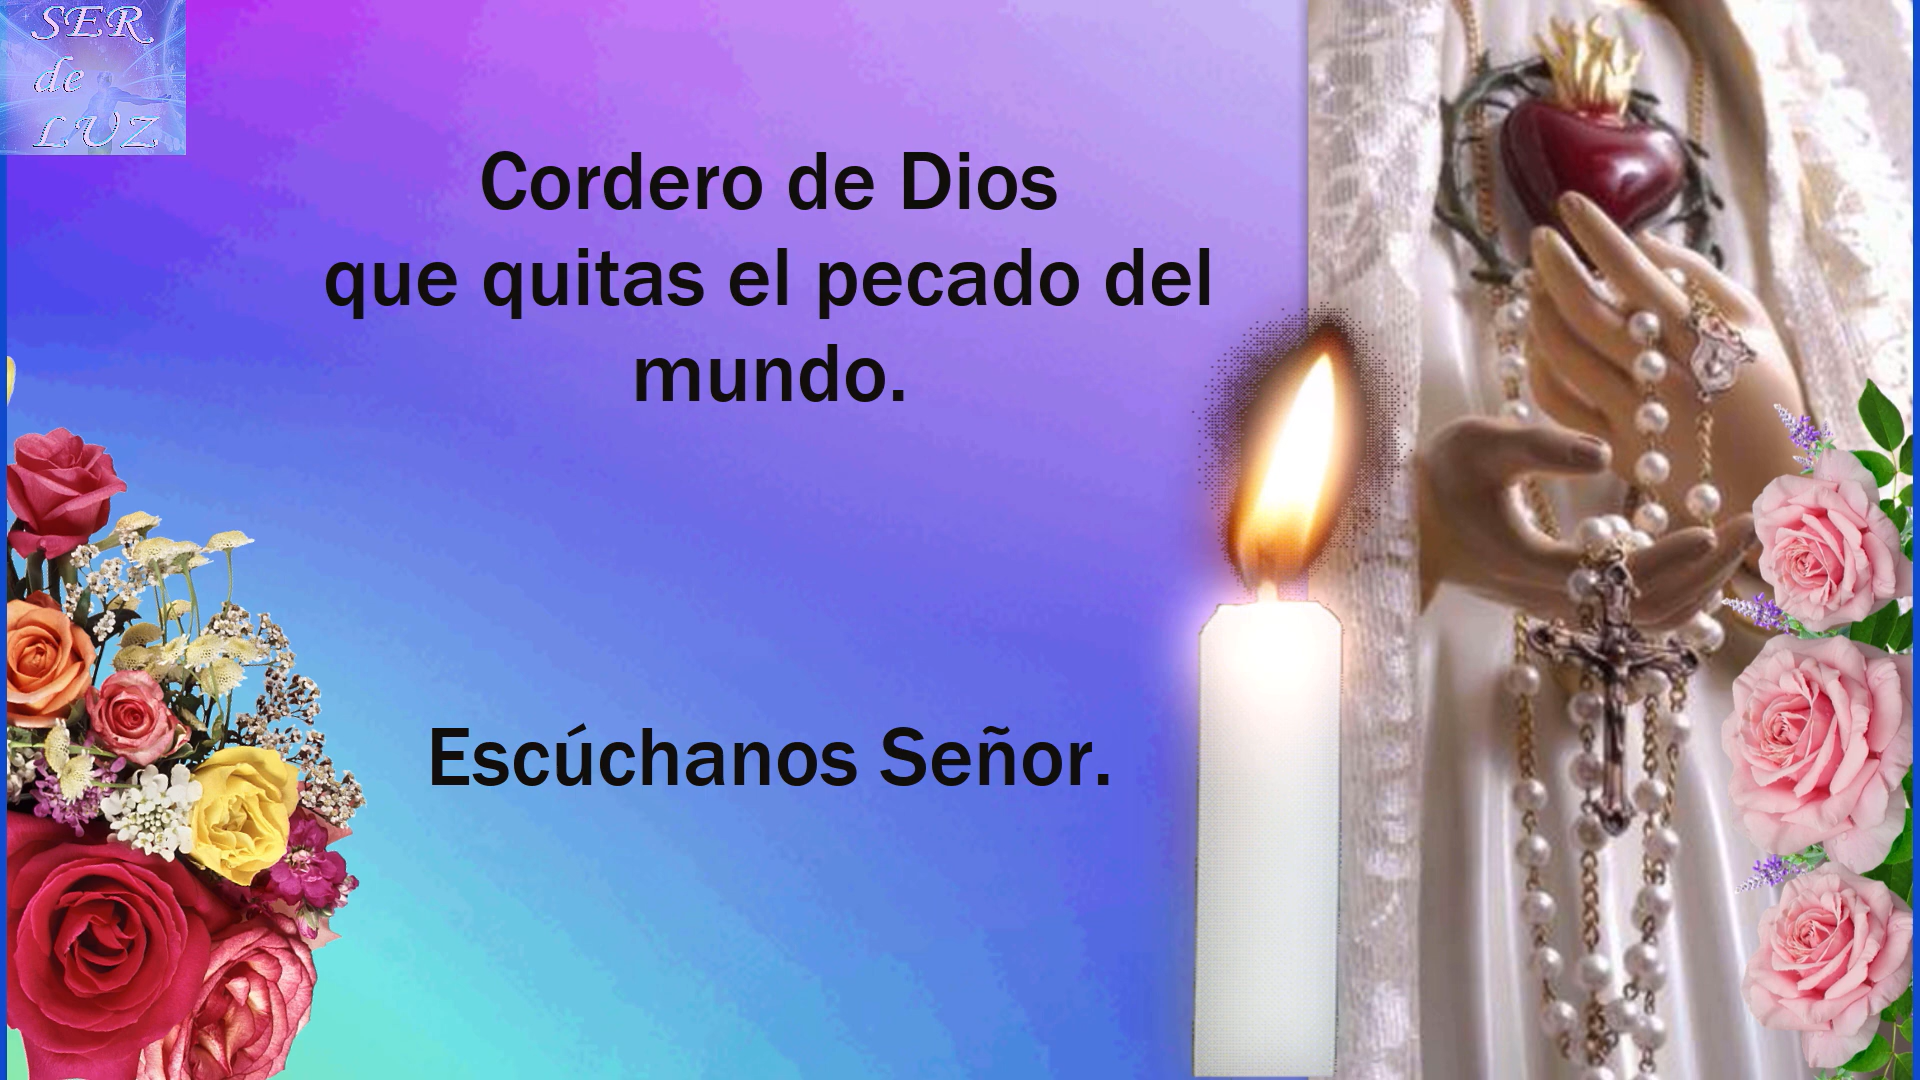 SER
de
LUZ
Cordero de Dios
que quitas el pecado del
mundo.
Escúchanos Señor.